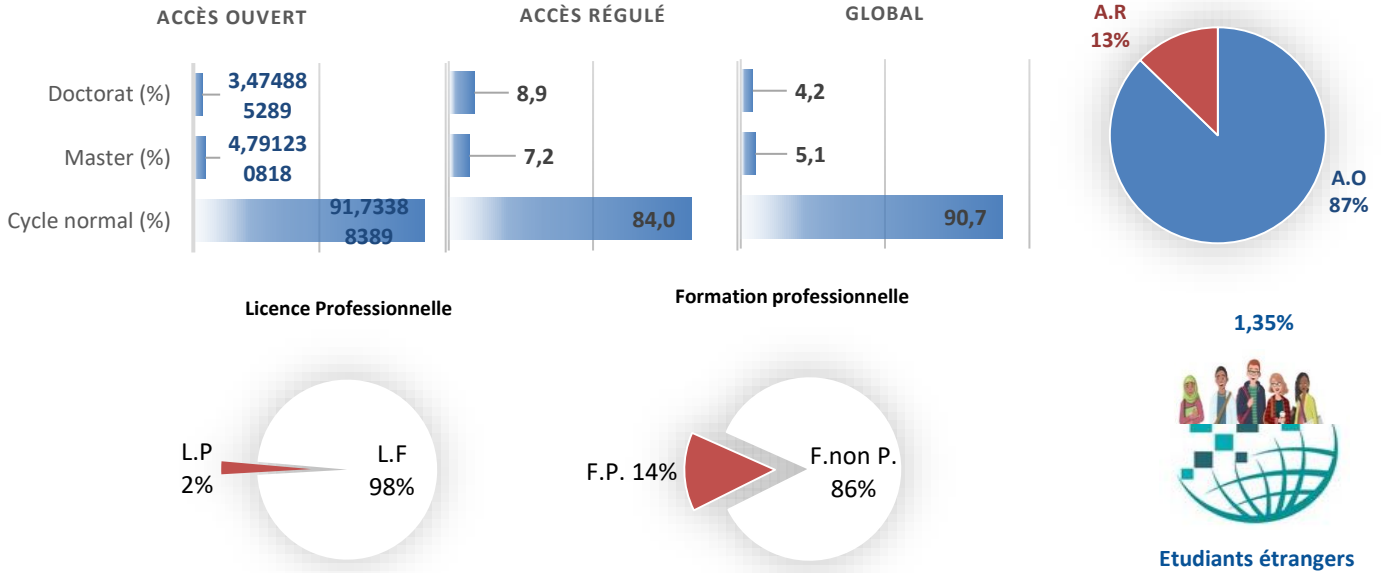 ACCÈS OUVERT
ACCÈS RÉGULÉ
GLOBAL
A.R
13%
Doctorat (%)
3,47488
5289
8,9
4,2
Master (%)
4,79123
0818
7,2
5,1
Cycle normal (%)
91,7338
8389
84,0
90,7
A.O
87%
Licence Professionnelle
Formation professionnelle
1,35%
L.P
2%
L.F
98%
F.P. 14%
F.non P.
86%
Etudiants étrangers